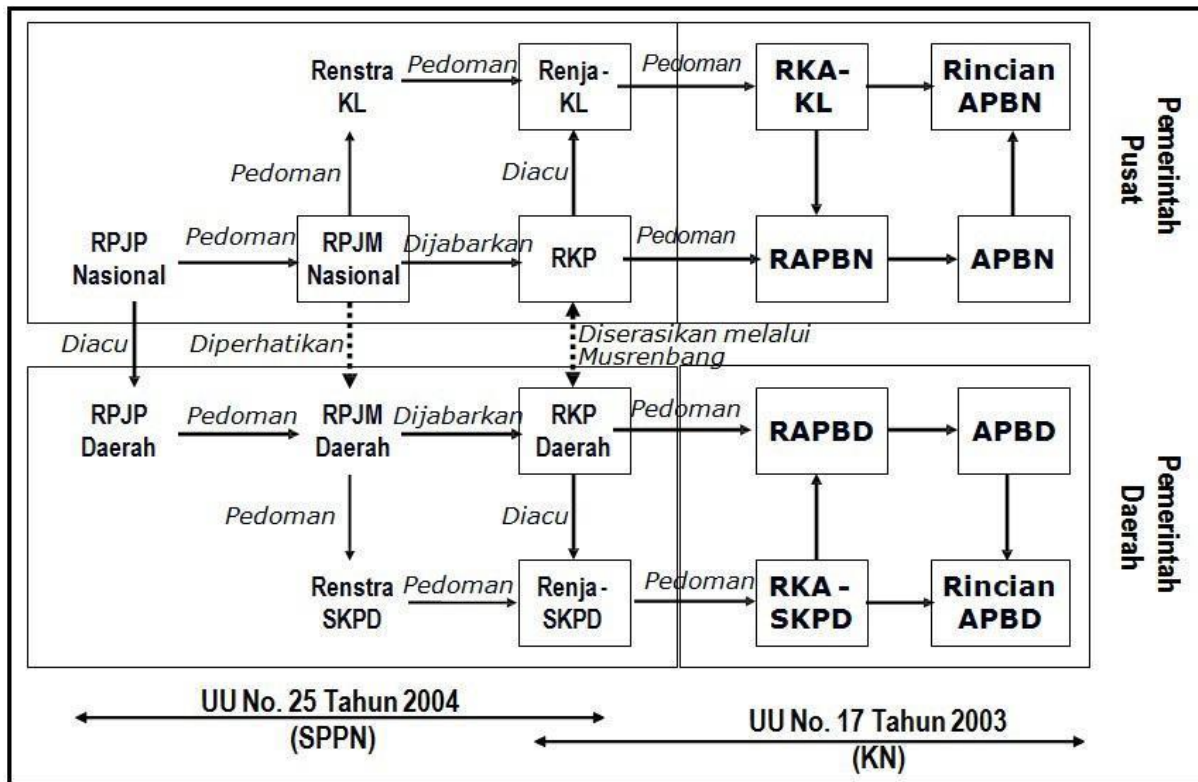 Renstra
KL
Pedoman
Renja -
KL
Pedoman
RKA-
KL
Rincian
APBN
Pemerintah
Pusat
Pedoman
Diacu
RPJP
Nasional
Pedoman
RPJM
Nasional
Dijabarkan
RKP
Pedoman
RAPBN
APBN
Diacu
Diperhatikan
Diserasikan melalui
Musrenbang
RPJP
Daerah
Pedoman
RPJM
Daerah
Dijabarkan
RKP
Daerah
Pedoman
RAPBD
APBD
Pemerintah
Daerah
Pedoman
Diacu
Renstra
SKPD
Pedoman
Renja -
SKPD
Pedoman
RKA -
SKPD
Rincian
APBD
UU No. 25 Tahun 2004
(SPPN)
UU No. 17 Tahun 2003
(KN)